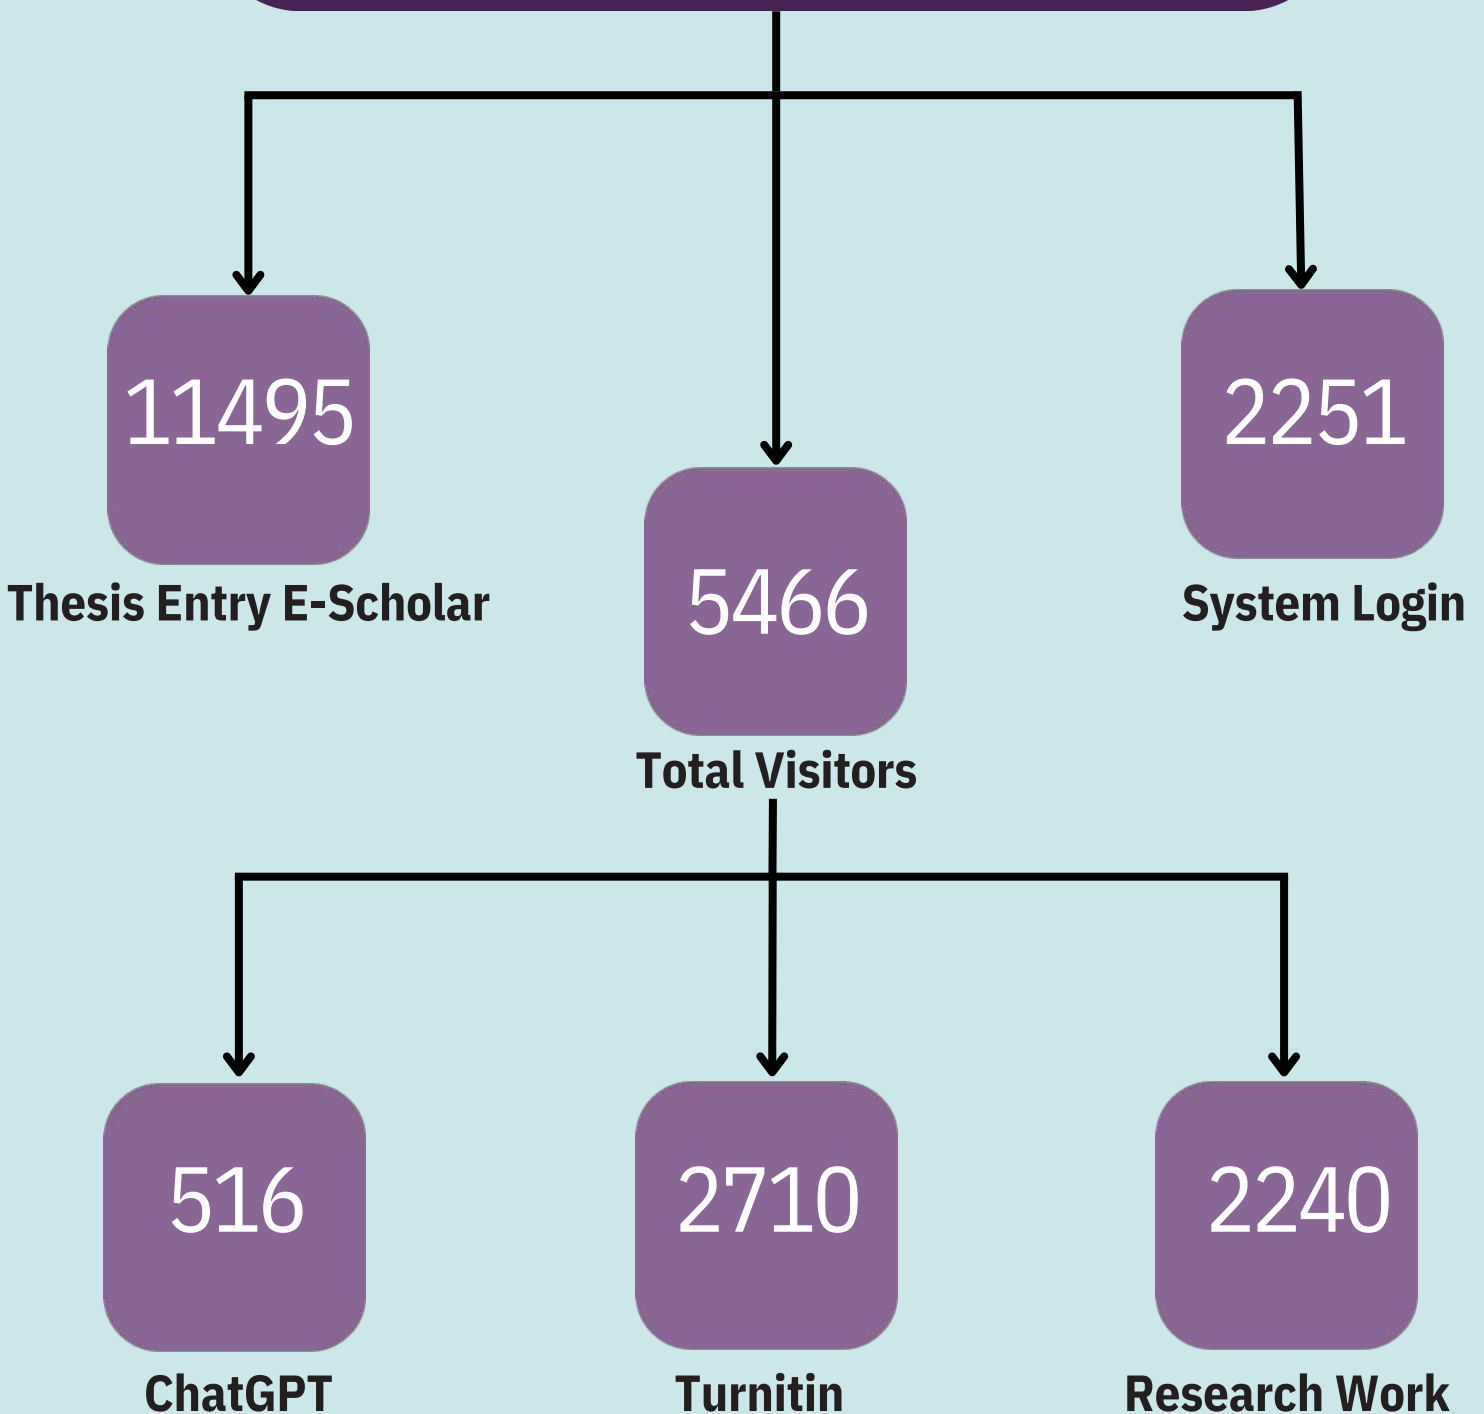 11495
2251
Thesis Entry E-Scholar
System Login
5466
Total Visitors
516
2710
2240
ChatGPT
Turnitin
Research Work